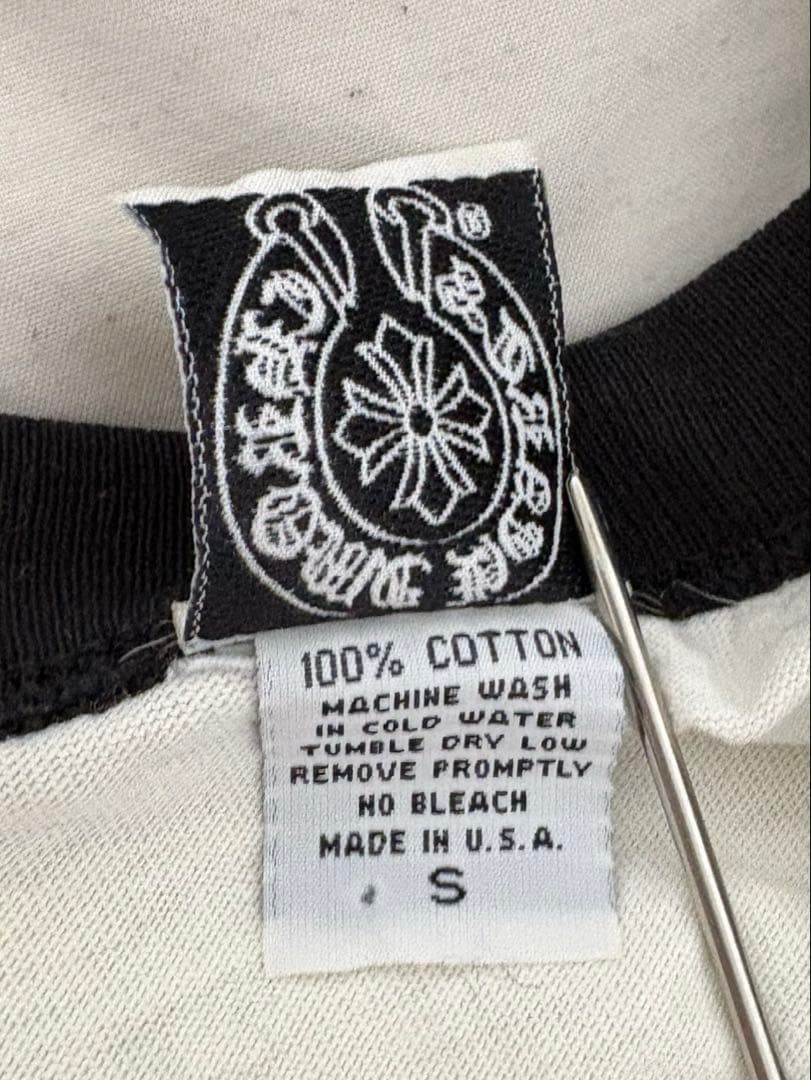 CHROME HEARTS
®
100% COTTON
MACHINE WASH
IN COLD WATER
TUMBLE DRY LOW
REMOVE PROMPTLY
NO BLEACH
MADE IN U.S.A.
S